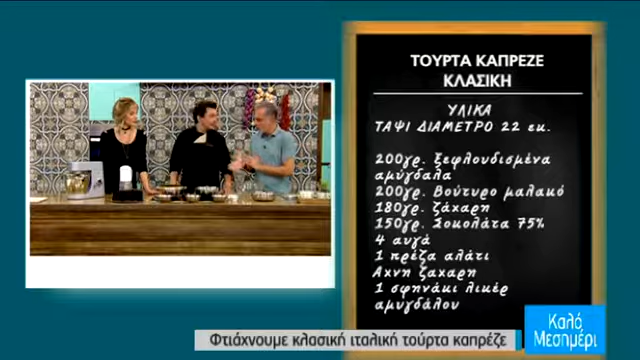 ΤΟΥΡΤΑ ΚΑΠΡΕΖΕ
ΚΛΑΣΙΚΗ
ΥΛΙΚΑ
ΤΑΨΙ ΔΙΑΜΕΤΡΟ 22 εκ.
200γρ. ξεφλουδισμένα
αμύγδαλα
200γρ. Βούτυρο μαλακό
180γρ. ζάχαρη
150γρ. Σοκολάτα 75%
4 αυγά
1 πρέζα αλάτι
Αχνη ζαχαρη
1 σφηνάκι λικέρ
αμυγδάλου
Φτιάχνουμε κλασική ιταλική τούρτα καπρέζε
Καλό
Μεσημέρι